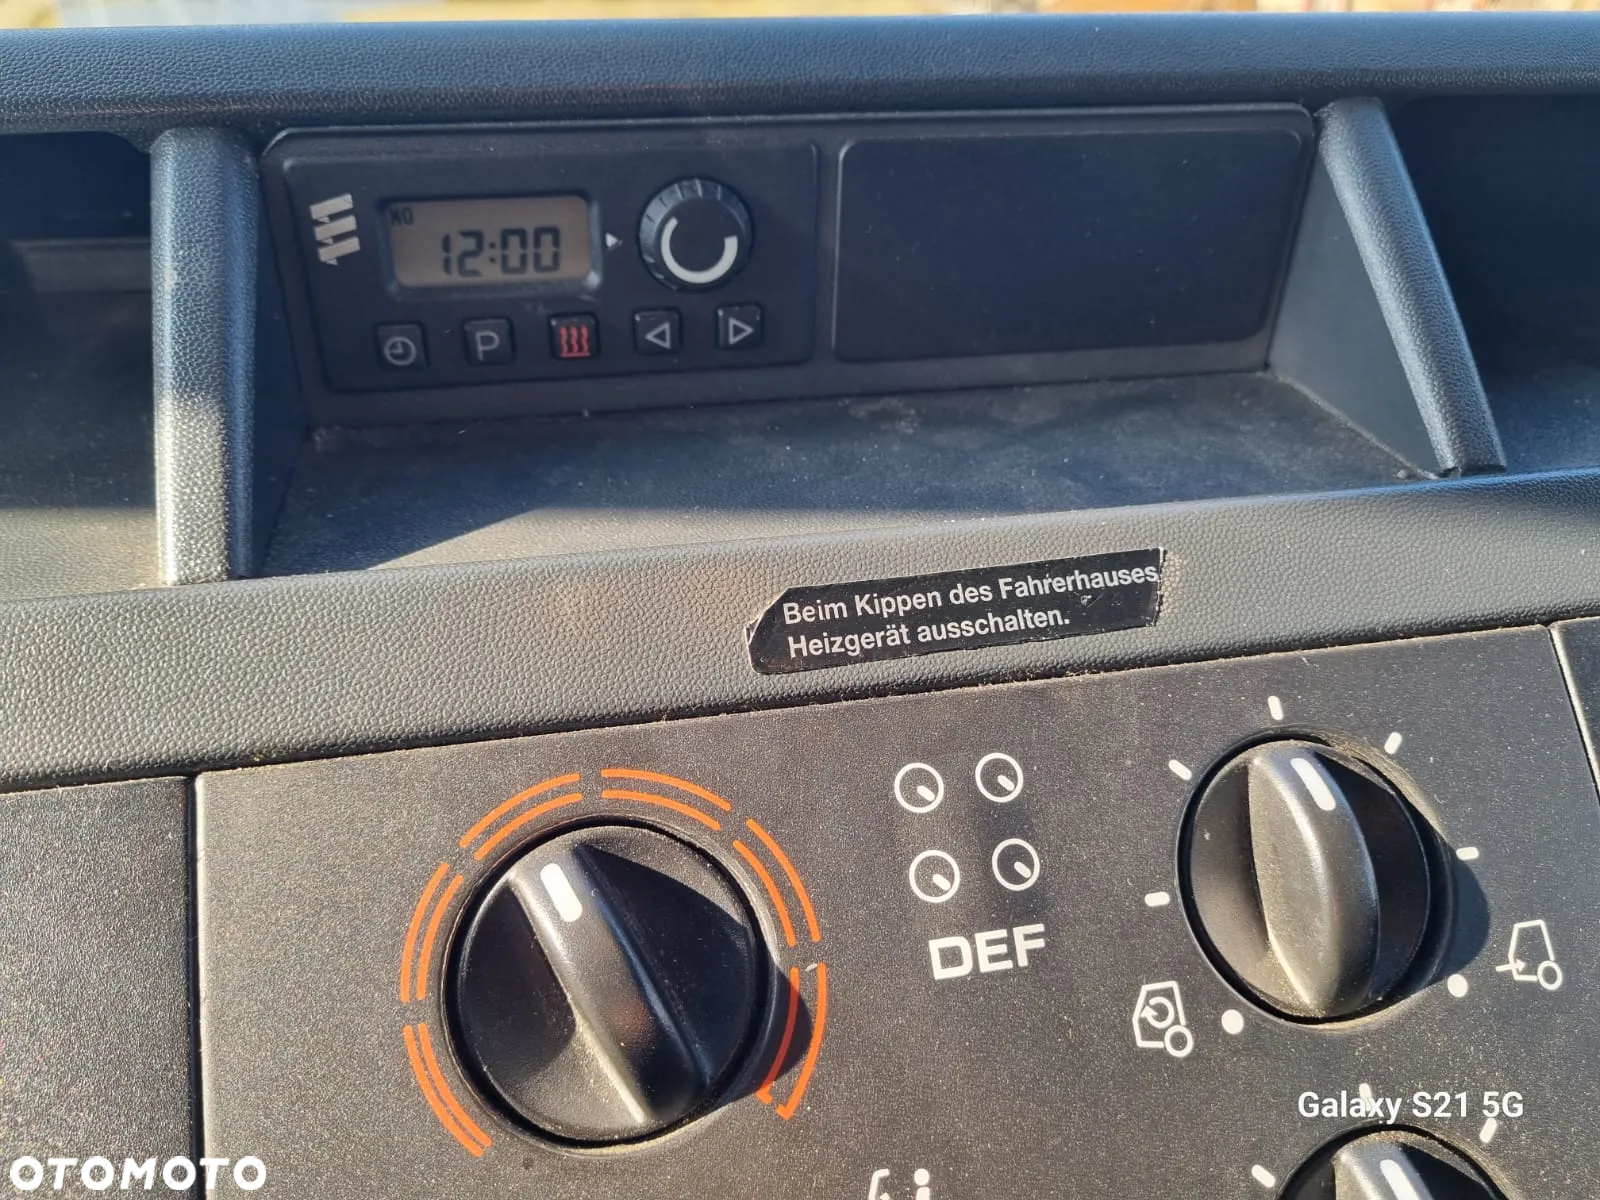 MO
12:00
P
Beim Kippen des Fahrerhauses
Heizgerät ausschalten.
DEF
Galaxy S21 5G
OTOMOTO